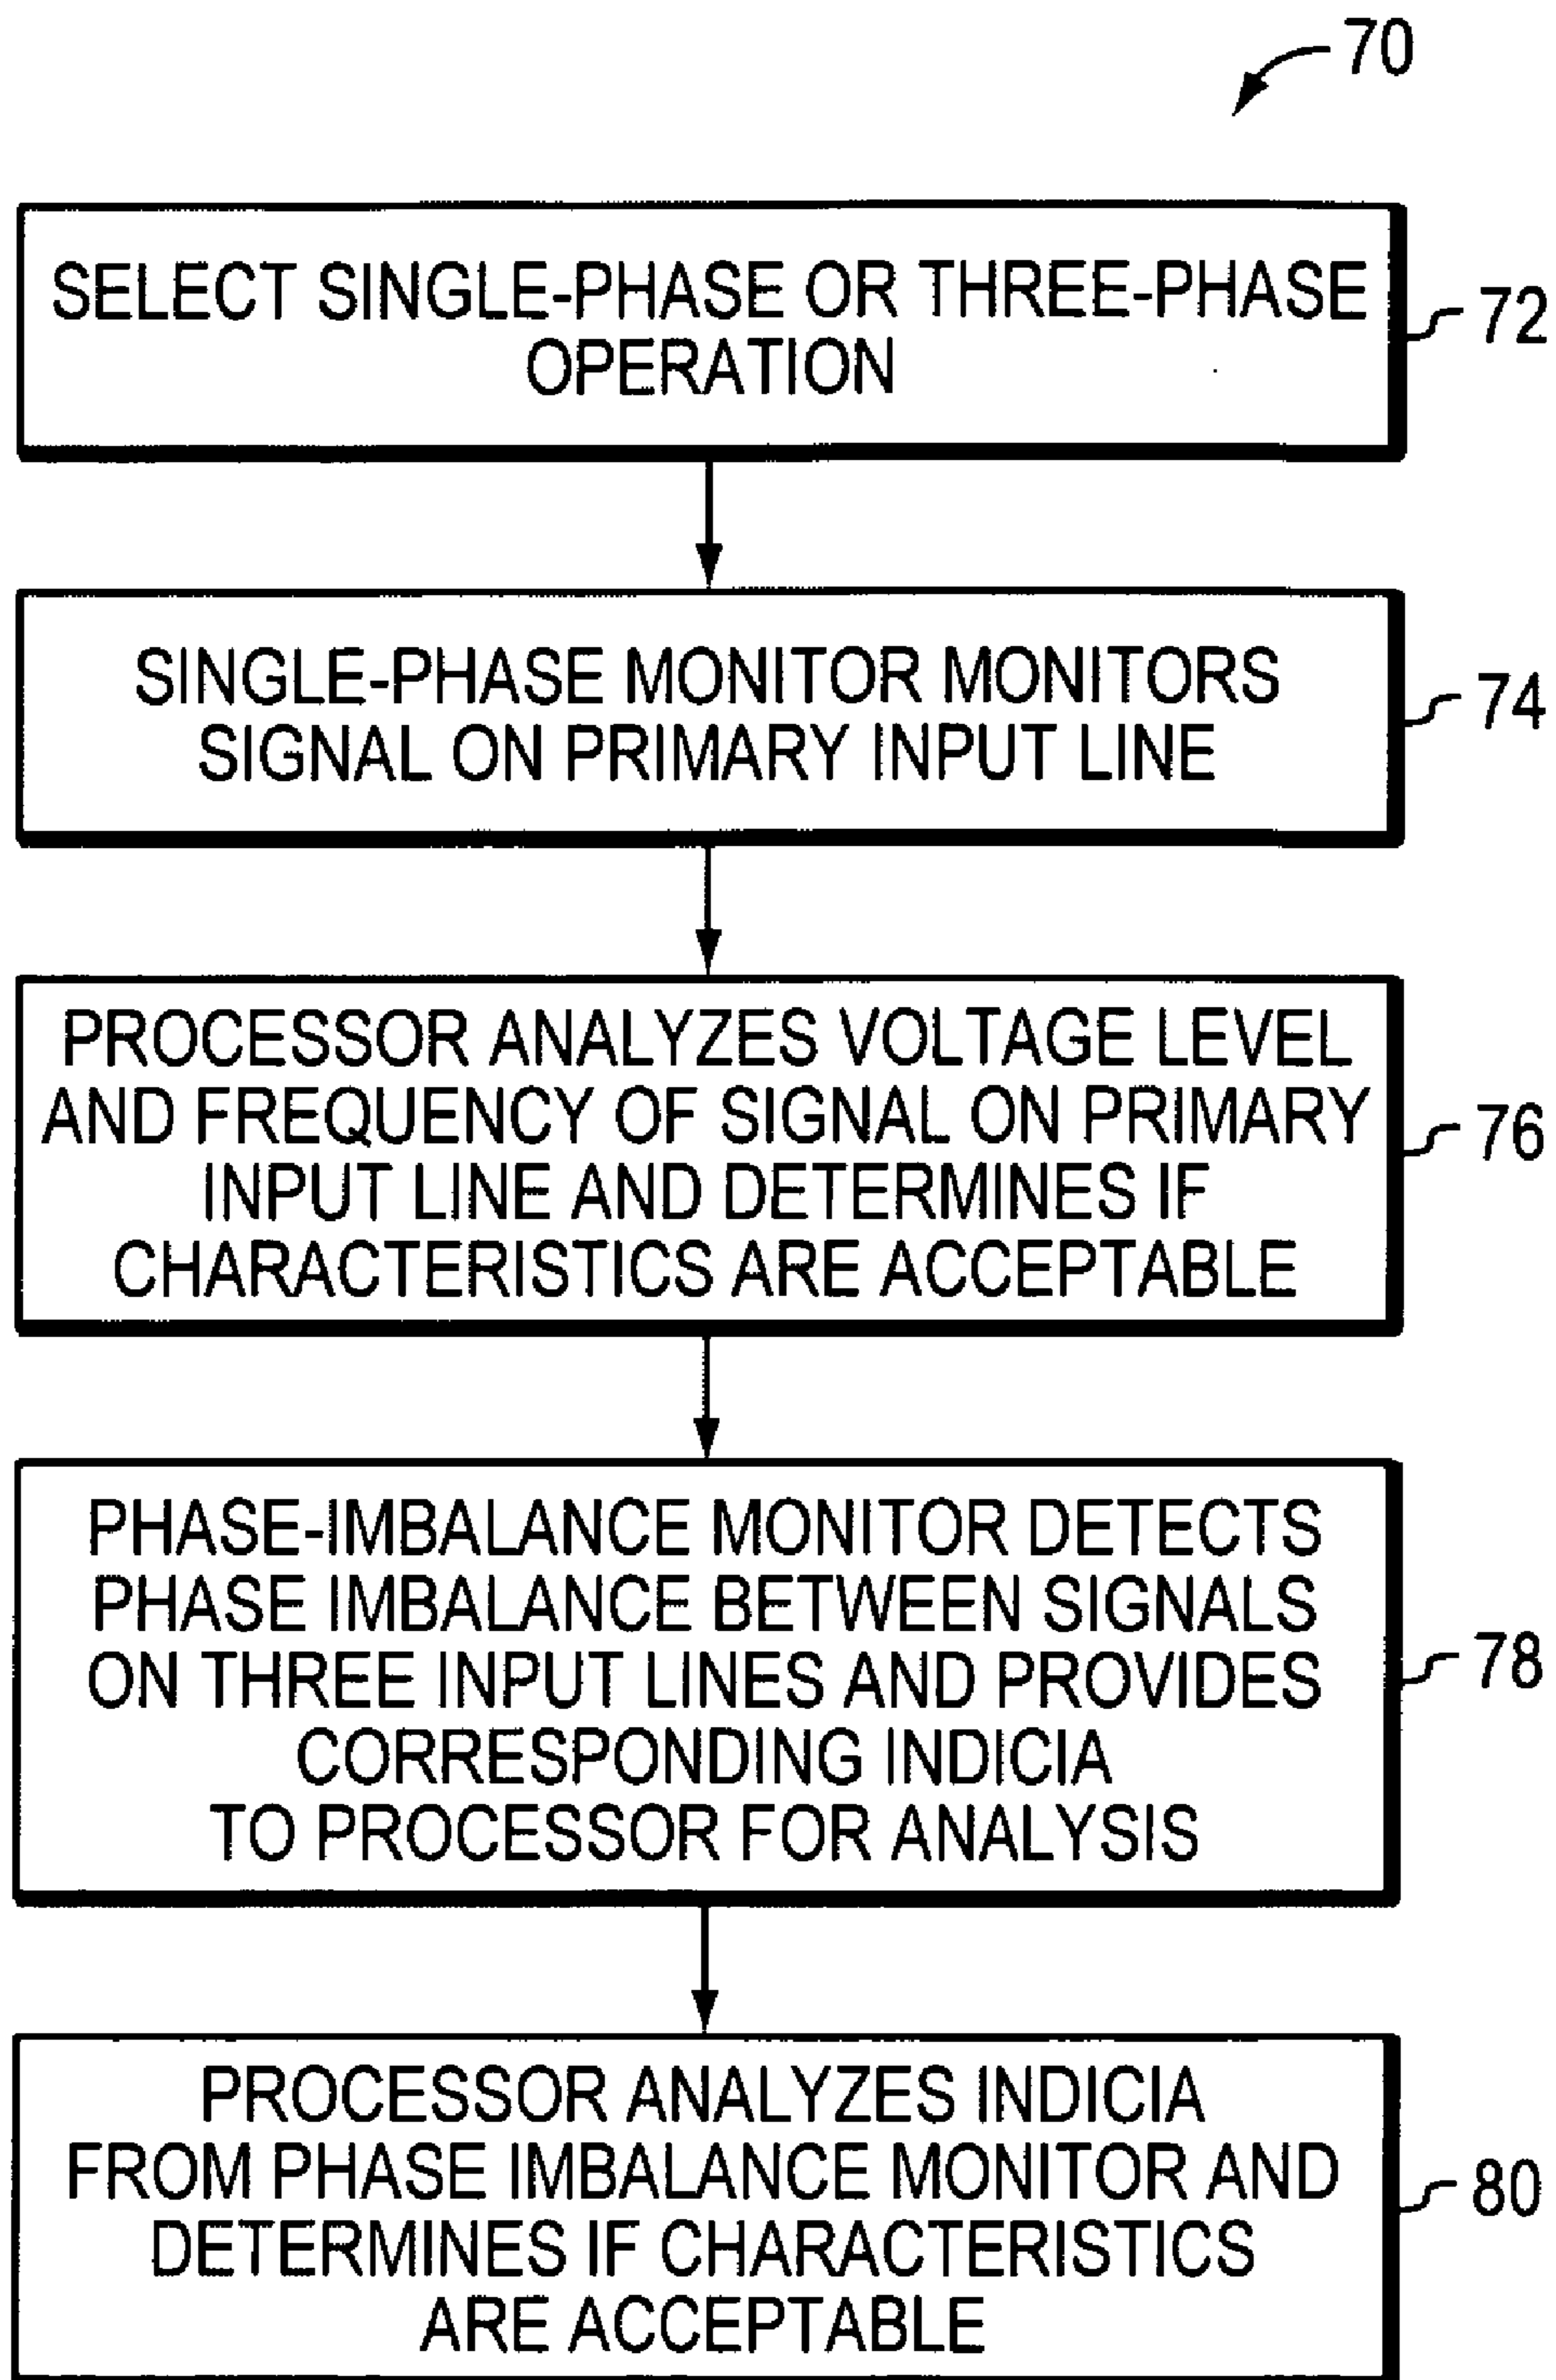 70
SELECT SINGLE-PHASE OR THREE-PHASE
OPERATION
72
SINGLE-PHASE MONITOR MONITORS
SIGNAL ON PRIMARY INPUT LINE
74
PROCESSOR ANALYZES VOLTAGE LEVEL
AND FREQUENCY OF SIGNAL ON PRIMARY
INPUT LINE AND DETERMINES IF
CHARACTERISTICS ARE ACCEPTABLE
76
PHASE-IMBALANCE MONITOR DETECTS
PHASE IMBALANCE BETWEEN SIGNALS
ON THREE INPUT LINES AND PROVIDES
CORRESPONDING INDICIA
TO PROCESSOR FOR ANALYSIS
78
PROCESSOR ANALYZES INDICIA
FROM PHASE IMBALANCE MONITOR AND
DETERMINES IF CHARACTERISTICS
ARE ACCEPTABLE
80